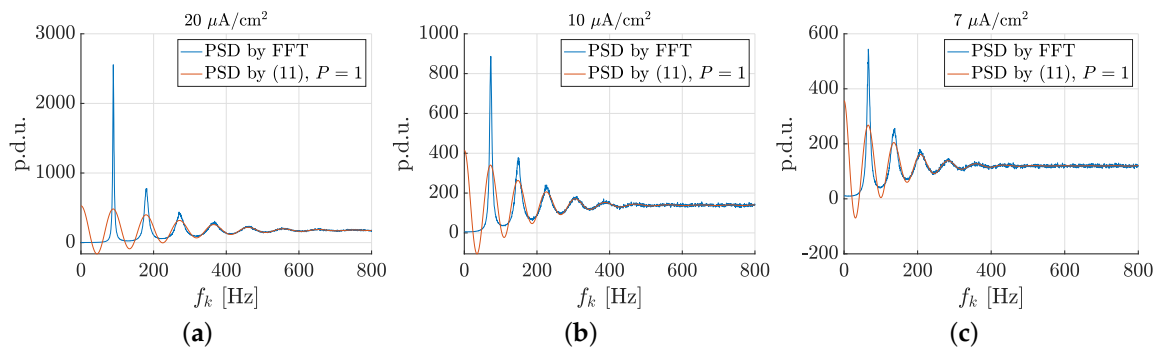 20 μA/cm²
3000
2000
1000
0
p.d.u.
PSD by FFT
PSD by (11), P = 1
0 200 400 600 800
f_k [Hz]
(a)
10 μA/cm²
1000
800
600
400
200
0
p.d.u.
PSD by FFT
PSD by (11), P = 1
0 200 400 600 800
f_k [Hz]
(b)
7 μA/cm²
600
400
200
0
-200
p.d.u.
PSD by FFT
PSD by (11), P = 1
0 200 400 600 800
f_k [Hz]
(c)